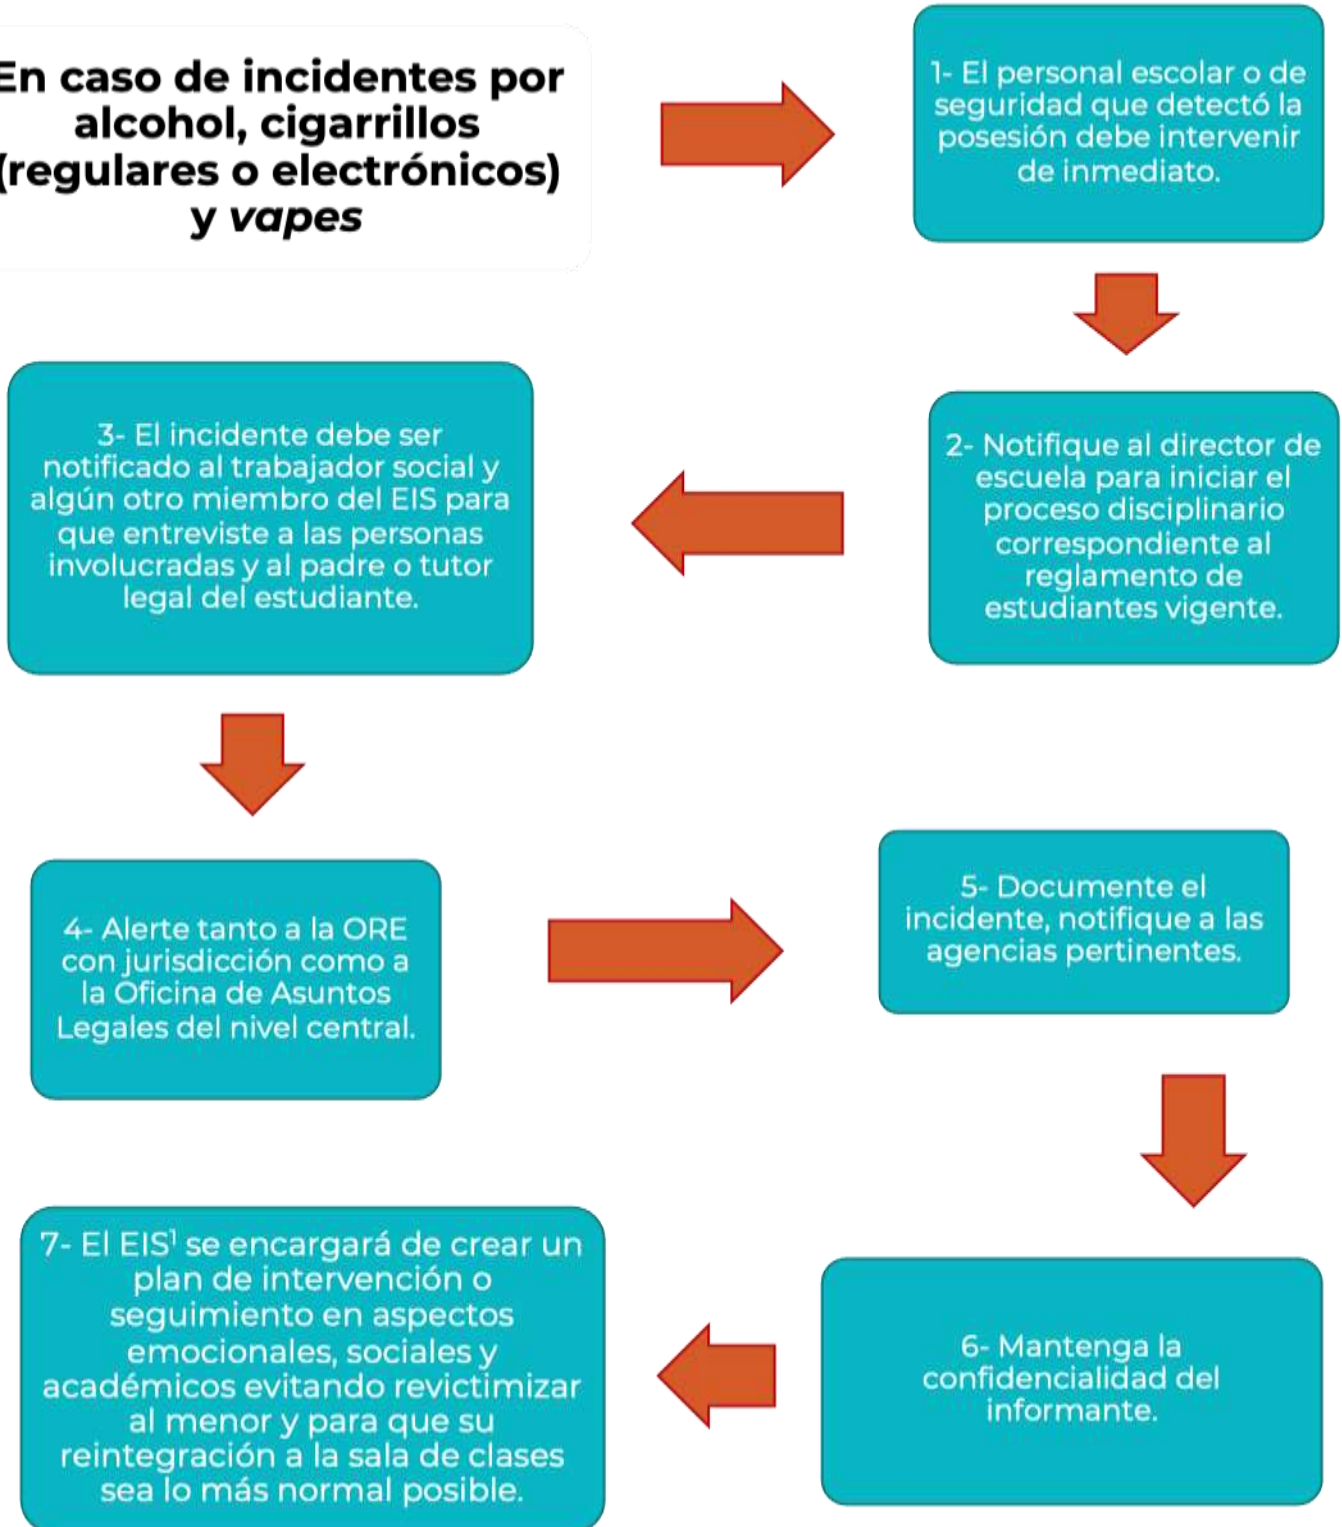 En caso de incidentes por
alcohol, cigarrillos
(regulares o electrónicos)
y vapes
1- El personal escolar o de
seguridad que detectó la
posesión debe intervenir
de inmediato.
2- Notifique al director de
escuela para iniciar el
proceso disciplinario
correspondiente al
reglamento de
estudiantes vigente.
3- El incidente debe ser
notificado al trabajador social y
algún otro miembro del EIS para
que entreviste a las personas
involucradas y al padre o tutor
legal del estudiante.
4- Alerte tanto a la ORE
con jurisdicción como a
la Oficina de Asuntos
Legales del nivel central.
5- Documente el
incidente, notifique a las
agencias pertinentes.
6- Mantenga la
confidencialidad del
informante.
7- El EIS¹ se encargará de crear un
plan de intervención o
seguimiento en aspectos
emocionales, sociales y
académicos evitando revictimizar
al menor y para que su
reintegración a la sala de clases
sea lo más normal posible.